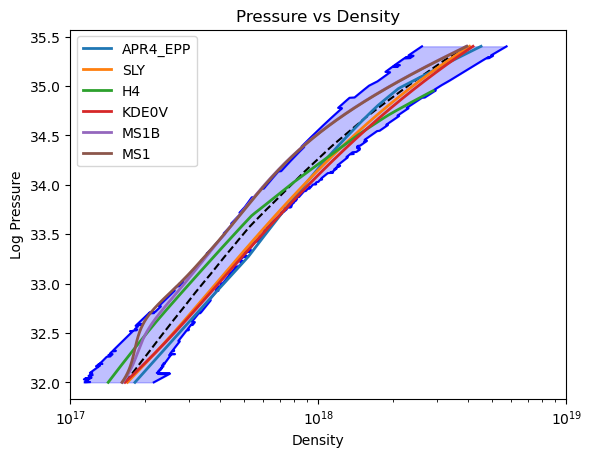 Pressure vs Density
35.5
35.0
34.5
34.0
33.5
33.0
32.5
32.0
Log Pressure
APR4_EPP
SLY
H4
KDE0V
MS1B
MS1
10^17
10^18
10^19
Density